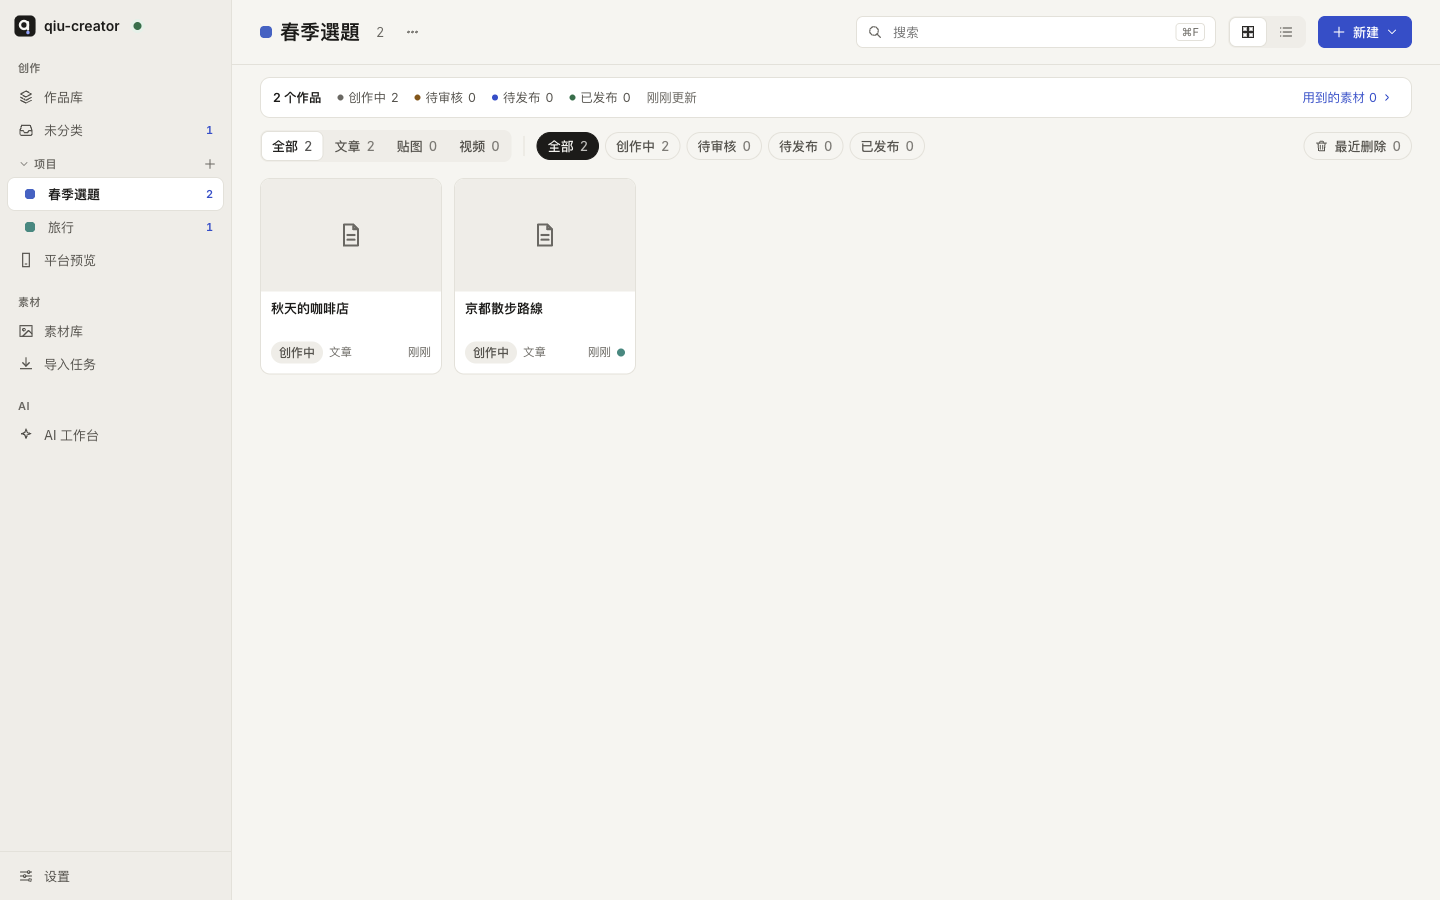 qiu-creator
创作
作品库
未分类 1
项目
春季選題 2
旅行 1
平台预览
素材
素材库
导入任务
AI
AI 工作台
设置
春季選題 2
搜索 ⌘F
新建
2 个作品 创作中 2 待审核 0 待发布 0 已发布 0 刚刚更新 用到的素材 0
全部 2 文章 2 贴图 0 视频 0 全部 2 创作中 2 待审核 0 待发布 0 已发布 0 最近删除 0
秋天的咖啡店
创作中 文章 刚刚
京都散步路線
创作中 文章 刚刚